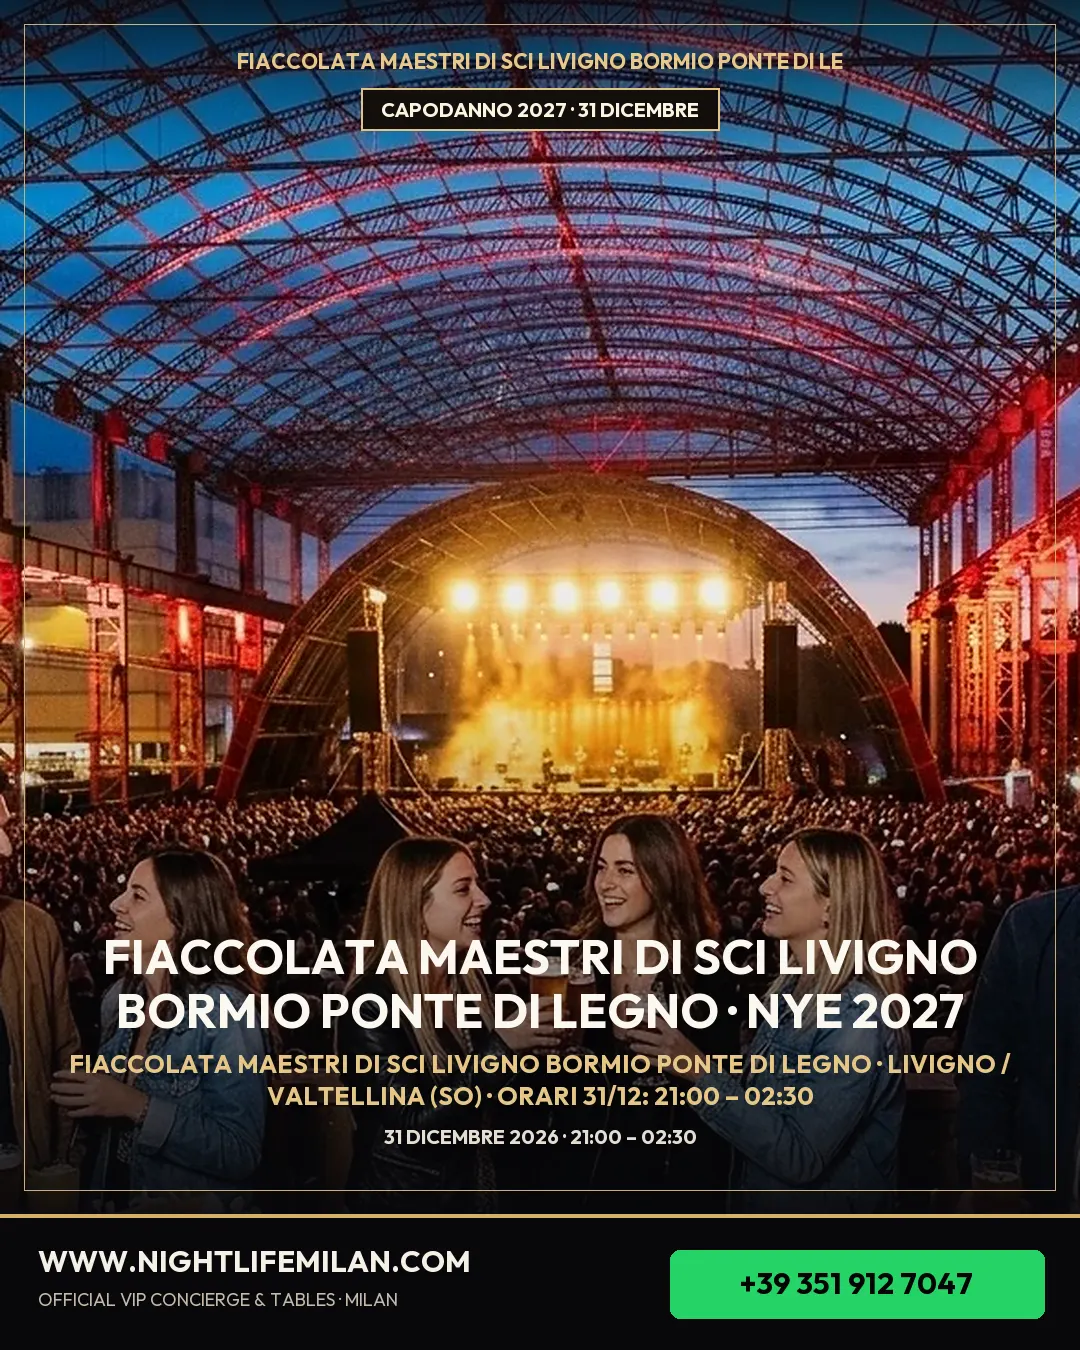 FIACCOLATA MAESTRI DI SCI LIVIGNO BORMIO PONTE DI LE
CAPODANNO 2027 · 31 DICEMBRE
FIACCOLATA MAESTRI DI SCI LIVIGNO
BORMIO PONTE DI LEGNO · NYE 2027
FIACCOLATA MAESTRI DI SCI LIVIGNO BORMIO PONTE DI LEGNO · LIVIGNO /
VALTELLINA (SO) · ORARI 31/12: 21:00 – 02:30
31 DICEMBRE 2026 · 21:00 – 02:30
WWW.NIGHTLIFEMILAN.COM
OFFICIAL VIP CONCIERGE & TABLES · MILAN
+39 351 912 7047